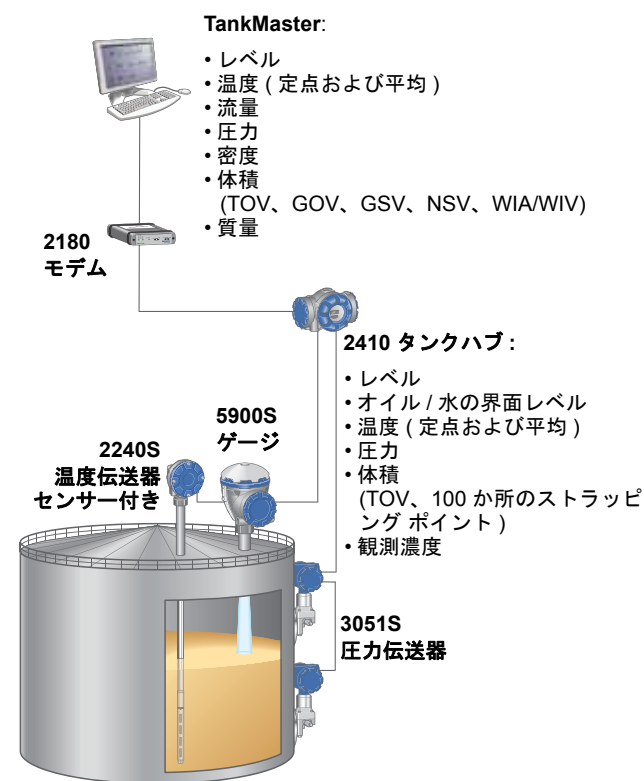 TankMaster:
• レベル
• 温度 ( 定点および平均 )
• 流量
• 圧力
• 密度
• 体積
(TOV、GOV、GSV、NSV、WIA/WIV)
• 質量
2180
モデム
2410 タンクハブ :
• レベル
• オイル / 水の界面レベル
• 温度 ( 定点および平均 )
• 圧力
• 体積
(TOV、100 か所のストラッピ
ング ポイント )
• 観測濃度
5900S
ゲージ
2240S
温度伝送器
センサー付き
3051S
圧力伝送器